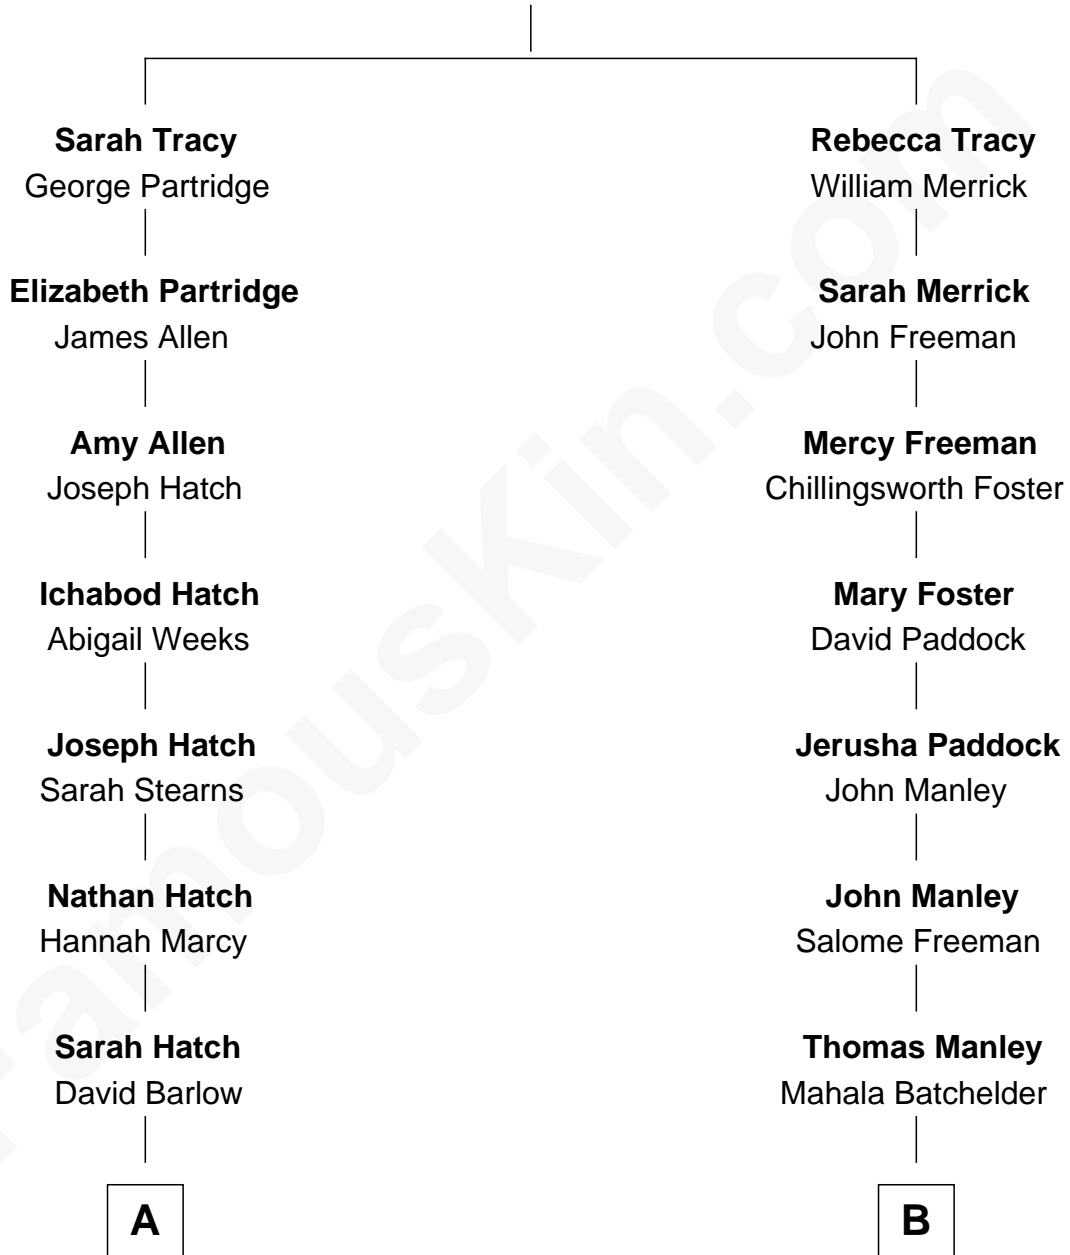 Sarah Tracy
George Partridge
Elizabeth Partridge
James Allen
Amy Allen
Joseph Hatch
Ichabod Hatch
Abigail Weeks
Joseph Hatch
Sarah Stearns
Nathan Hatch
Hannah Marcy
Sarah Hatch
David Barlow
A
Rebecca Tracy
William Merrick
Sarah Merrick
John Freeman
Mercy Freeman
Chillingsworth Foster
Mary Foster
David Paddock
Jerusha Paddock
John Manley
John Manley
Salome Freeman
Thomas Manley
Mahala Batchelder
B
FamousKin.com